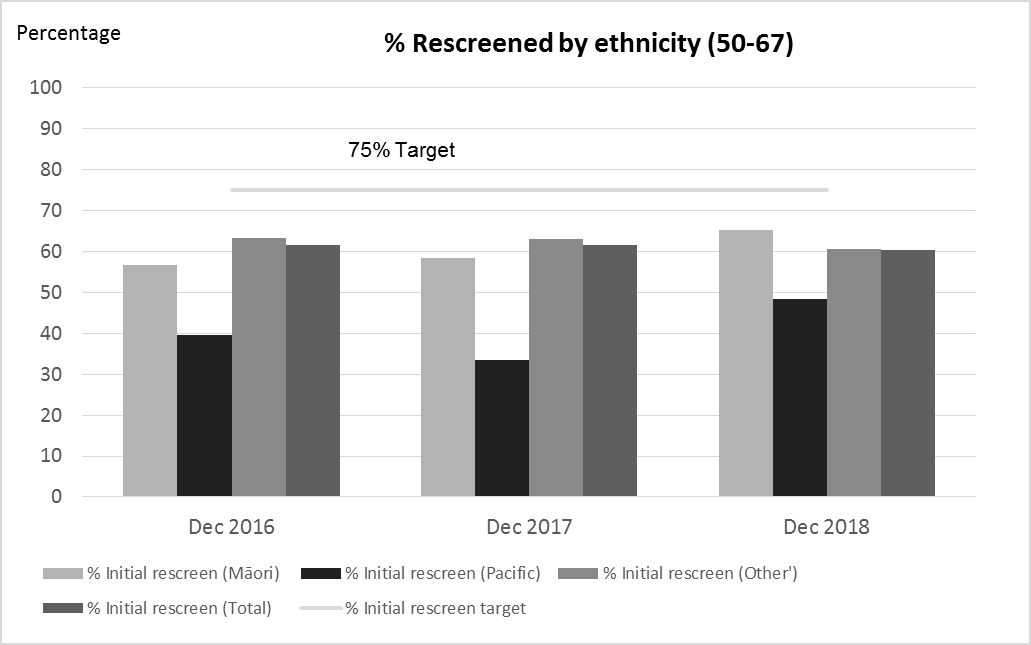 Percentage
% Rescreened by ethnicity (50-67)
100
90
75% Target
80
70
60
50
40
30
20
10
0
Dec 2016 Dec 2017 Dec 2018
% Initial rescreen (Māori) % Initial rescreen (Pacific) % Initial rescreen (Other')
% Initial rescreen (Total) % Initial rescreen target